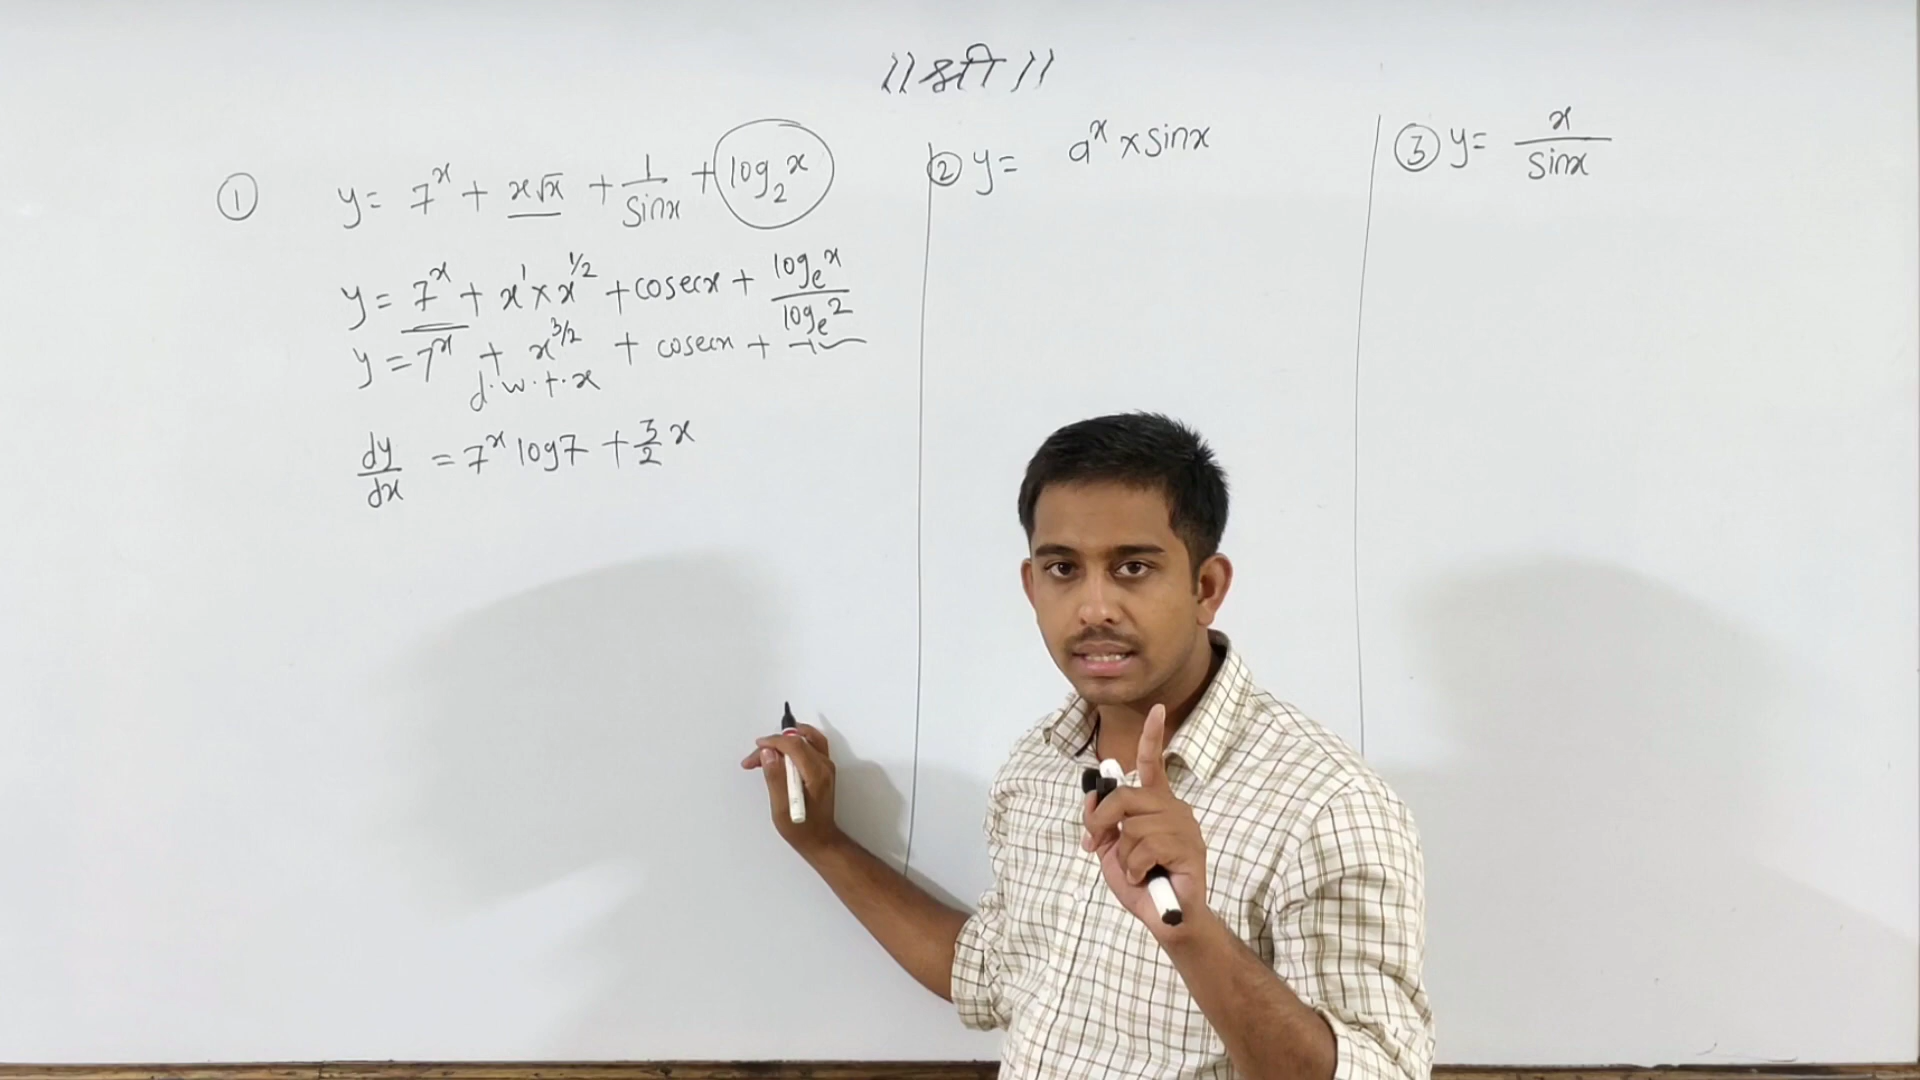 ॥ श्री ॥
① y = 7^x + x√x + 1/sinx + log₂x
y = 7^x + x^1 × x^1/2 + cosecx + logₑx/logₑ2
y = 7^x + x^3/2 + cosecx +
d.w.r.x
dy/dx = 7^x log7 + 3/2 x
② y = a^x × sinx
③ y = x/sinx